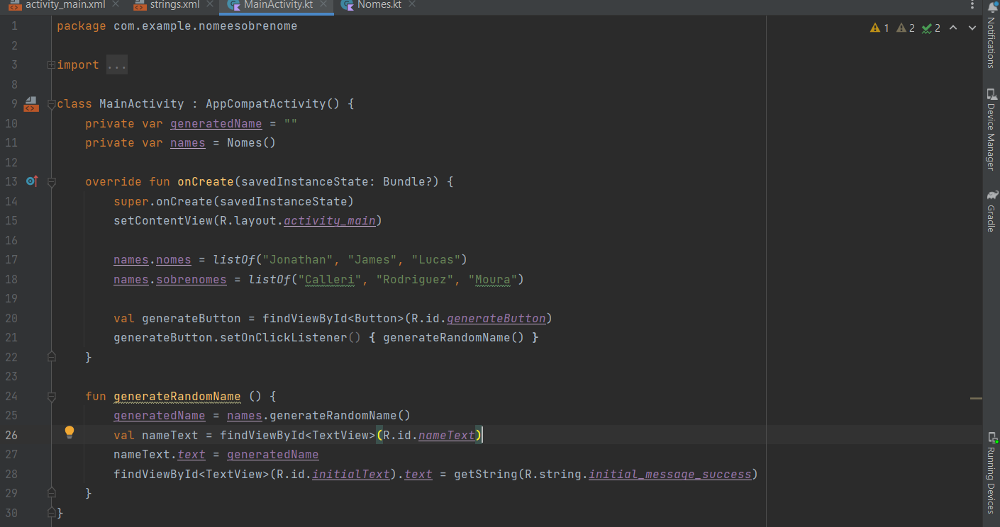 activity_main.xml strings.xml MainActivity.kt Nomes.kt
1 package com.example.nomeesobrenome
2
3 import ...
8
9 class MainActivity : AppCompatActivity() {
10 private var generatedName = ""
11 private var names = Nomes()
12
13 override fun onCreate(savedInstanceState: Bundle?) {
14 super.onCreate(savedInstanceState)
15 setContentView(R.layout.activity_main)
16
17 names.nomes = listOf("Jonathan", "James", "Lucas")
18 names.sobrenomes = listOf("Calleri", "Rodriguez", "Moura")
19
20 val generateButton = findViewById<Button>(R.id.generateButton)
21 generateButton.setOnClickListener() { generateRandomName() }
22 }
23
24 fun generateRandomName () {
25 generatedName = names.generateRandomName()
26 val nameText = findViewById<TextView>(R.id.nameText)
27 nameText.text = generatedName
28 findViewById<TextView>(R.id.initialText).text = getString(R.string.initial_message_success)
29 }
30 }
1 2 2
Notifications
Device Manager
Gradle
Running Devices